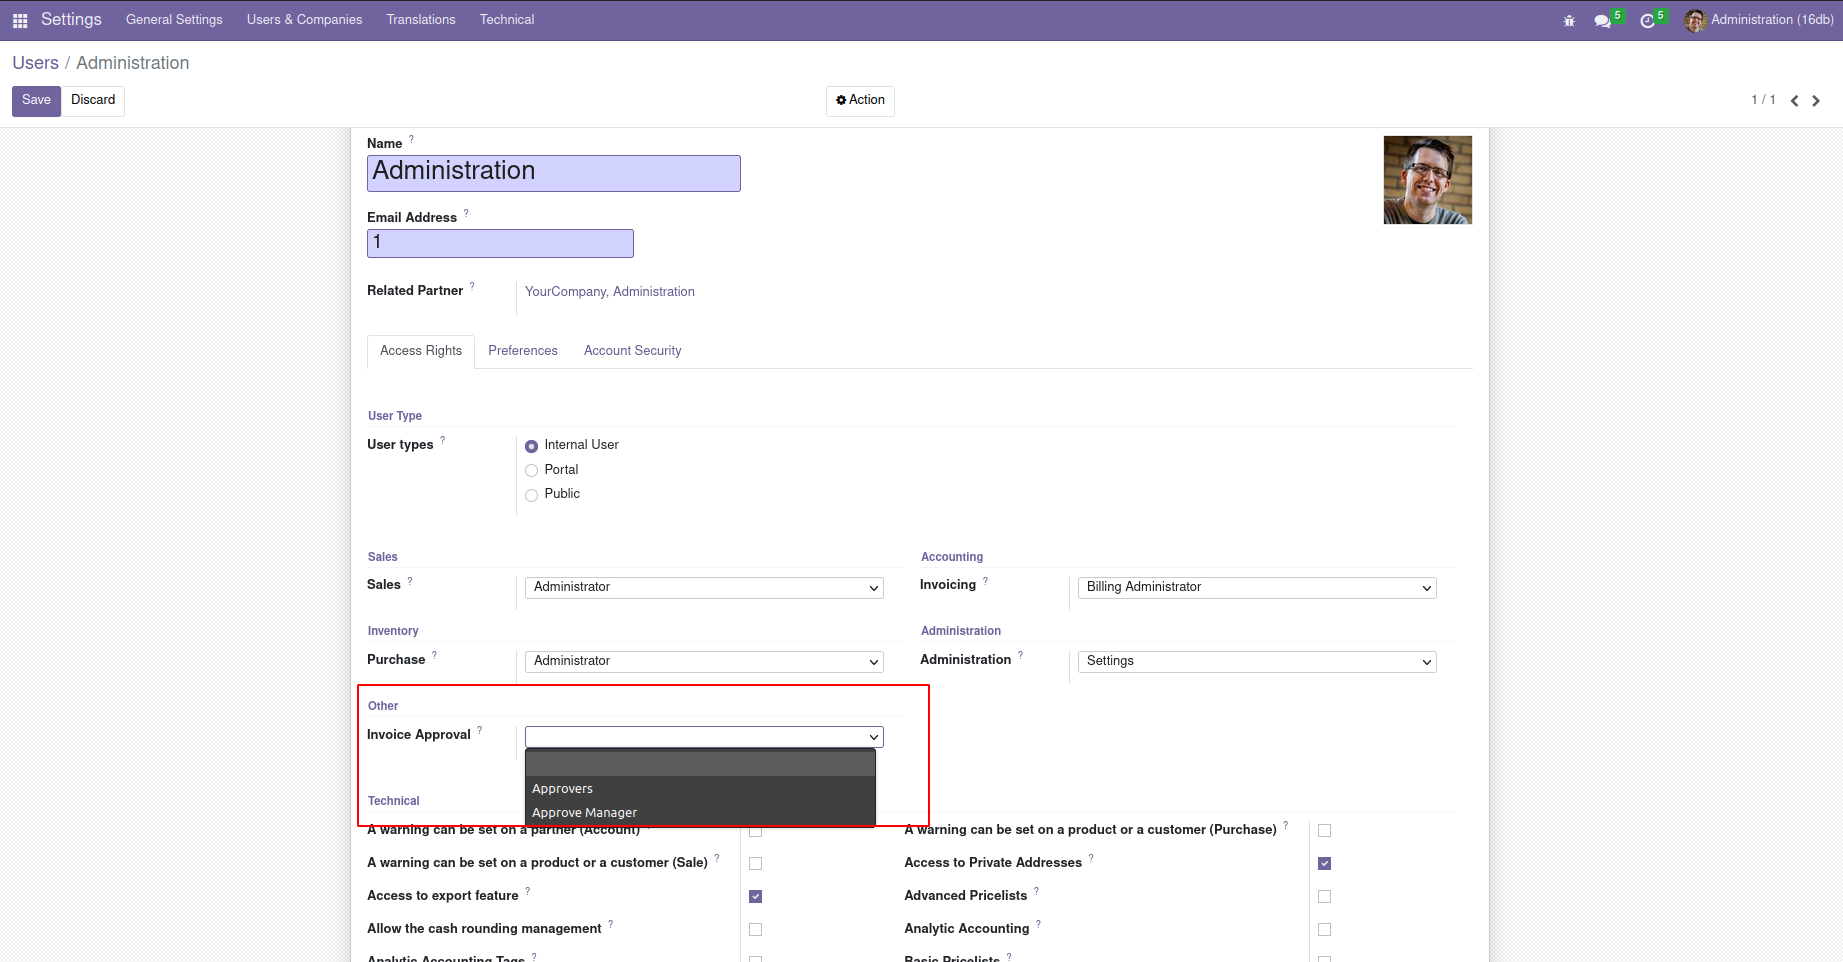 Settings General Settings Users & Companies Translations Technical 5 5 Administration (16db)
Users / Administration
Save Discard Action 1 / 1
Name ?
Administration
Email Address ?
1
Related Partner ? YourCompany, Administration
Access Rights Preferences Account Security
User Type
User types ? Internal User
Portal
Public
Sales Accounting
Sales ? Administrator Invoicing ? Billing Administrator
Inventory Administration
Purchase ? Administrator Administration ? Settings
Other
Invoice Approval ?
Approvers
Technical
Approve Manager
A warning can be set on a partner (Account) A warning can be set on a product or a customer (Purchase) ?
A warning can be set on a product or a customer (Sale) ? Access to Private Addresses ?
Access to export feature ? Advanced Pricelists ?
Allow the cash rounding management ? Analytic Accounting ?
Analytic Accounting Tags ? Basic Pricelists ?